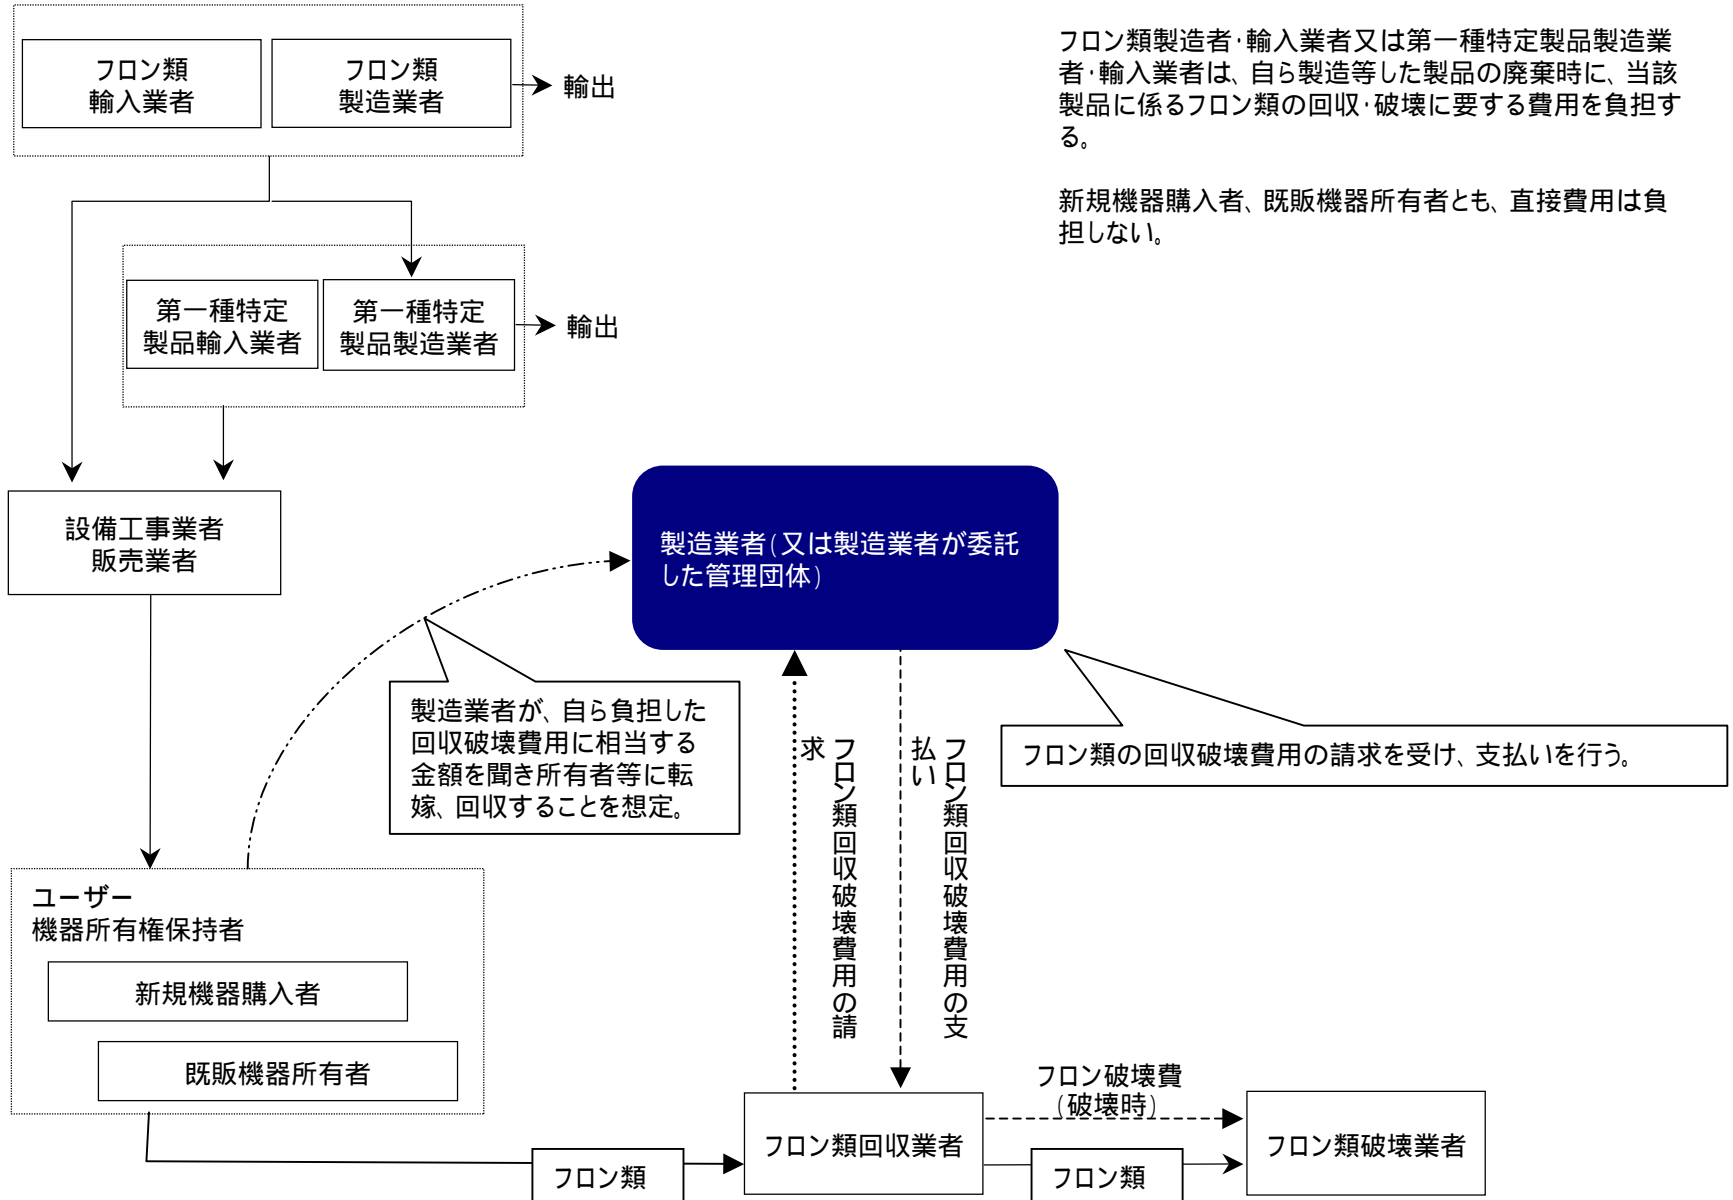 フロン類
輸入業者
フロン類
製造業者
輸出
フロン類製造者・輸入業者又は第一種特定製品製造業
者・輸入業者は、自ら製造等した製品の廃棄時に、当該
製品に係るフロン類の回収・破壊に要する費用を負担す
る。
新規機器購入者、既販機器所有者とも、直接費用は負
担しない。
第一種特定
製品輸入業者
第一種特定
製品製造業者
輸出
設備工事業者
販売業者
製造業者(又は製造業者が委託
した管理団体)
製造業者が、自ら負担した
回収破壊費用に相当する
金額を聞き所有者等に転
嫁、回収することを想定。
フロン類の回収破壊費用の請求を受け、支払いを行う。
フロン類回収破壊費用の請
求
フロン類回収破壊費用の支
払い
ユーザー
機器所有権保持者
新規機器購入者
既販機器所有者
フロン類
フロン類回収業者
フロン破壊費
(破壊時)
フロン類
フロン類破壊業者